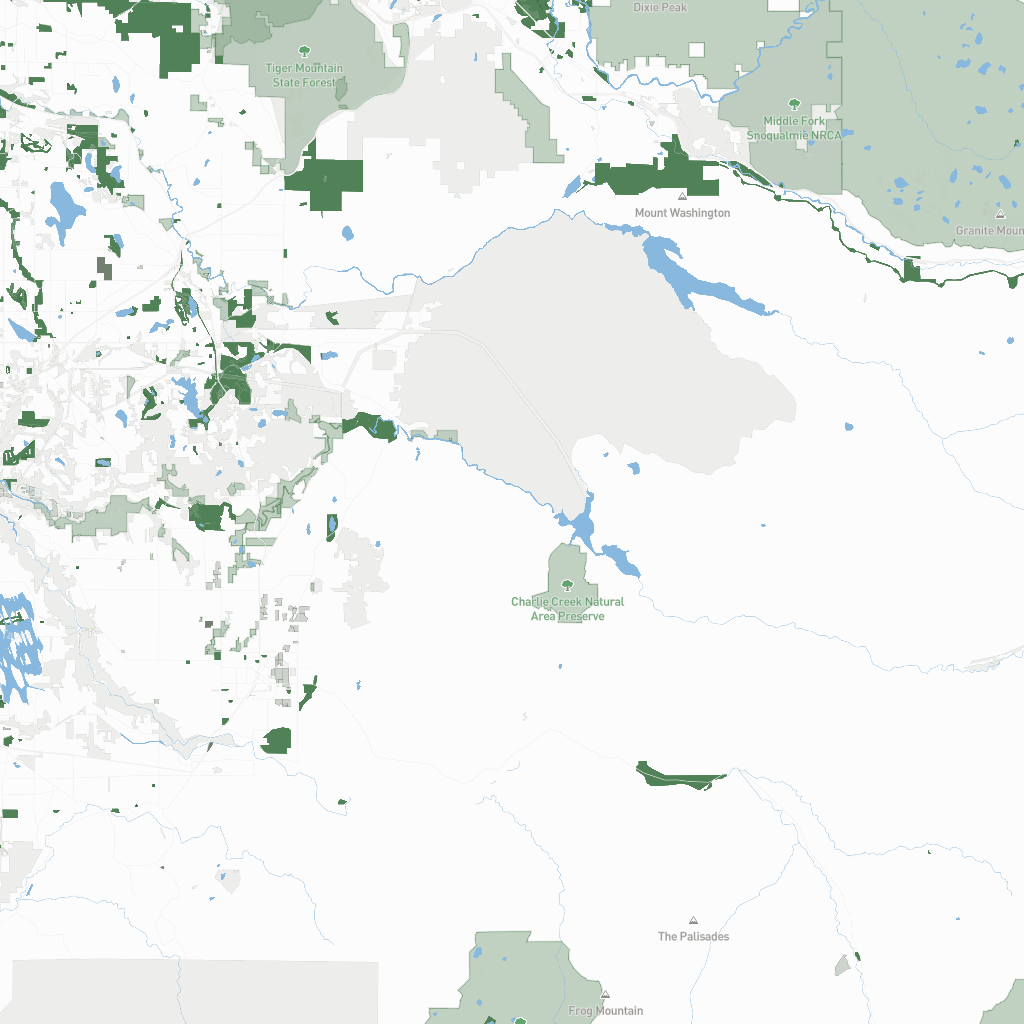 Dixie Peak
Tiger Mountain
State Forest
Middle Fork
Snoqualmie NRCA
Mount Washington
Granite Moun
Charlie Creek Natural
Area Preserve
The Palisades
Frog Mountain